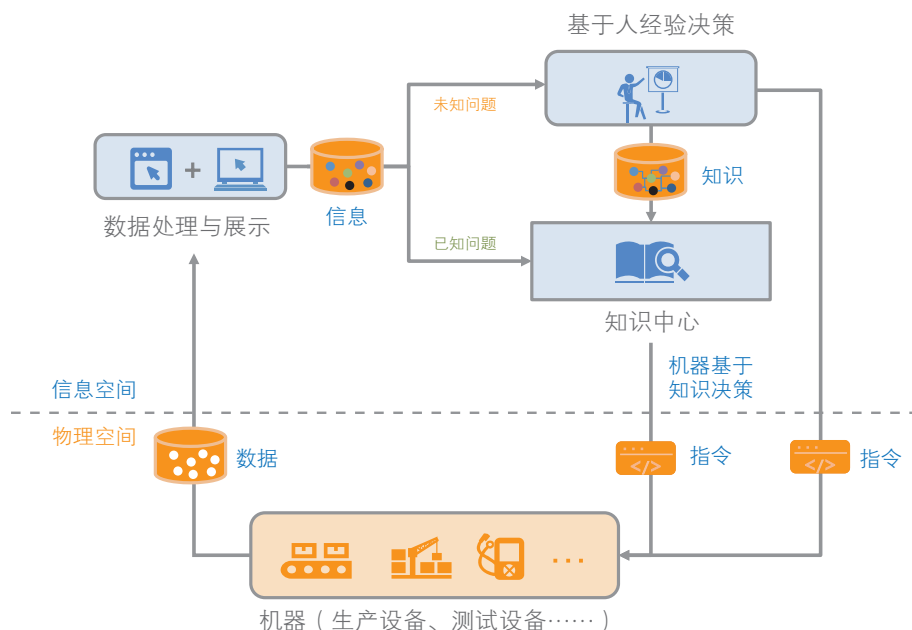 基于人经验决策
未知问题
知识
信息
数据处理与展示
已知问题
知识中心
机器基于
知识决策
信息空间
物理空间
数据
指令
指令
机器（生产设备、测试设备……）